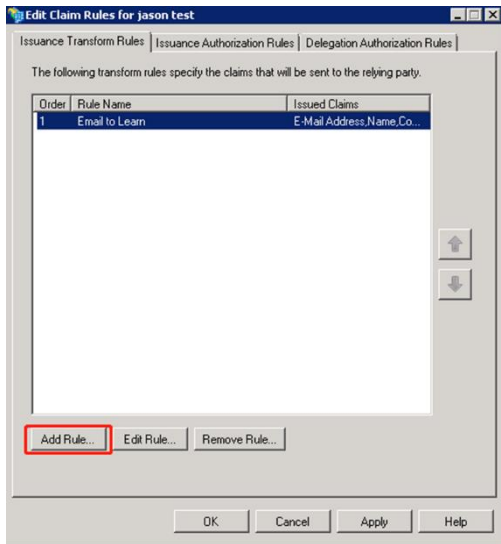 Edit Claim Rules for jason test
Issuance Transform Rules Issuance Authorization Rules Delegation Authorization Rules
The following transform rules specify the claims that will be sent to the relying party.
Order Rule Name Issued Claims
1 Email to Learn E-Mail Address,Name,Co...
Add Rule... Edit Rule... Remove Rule...
OK Cancel Apply Help